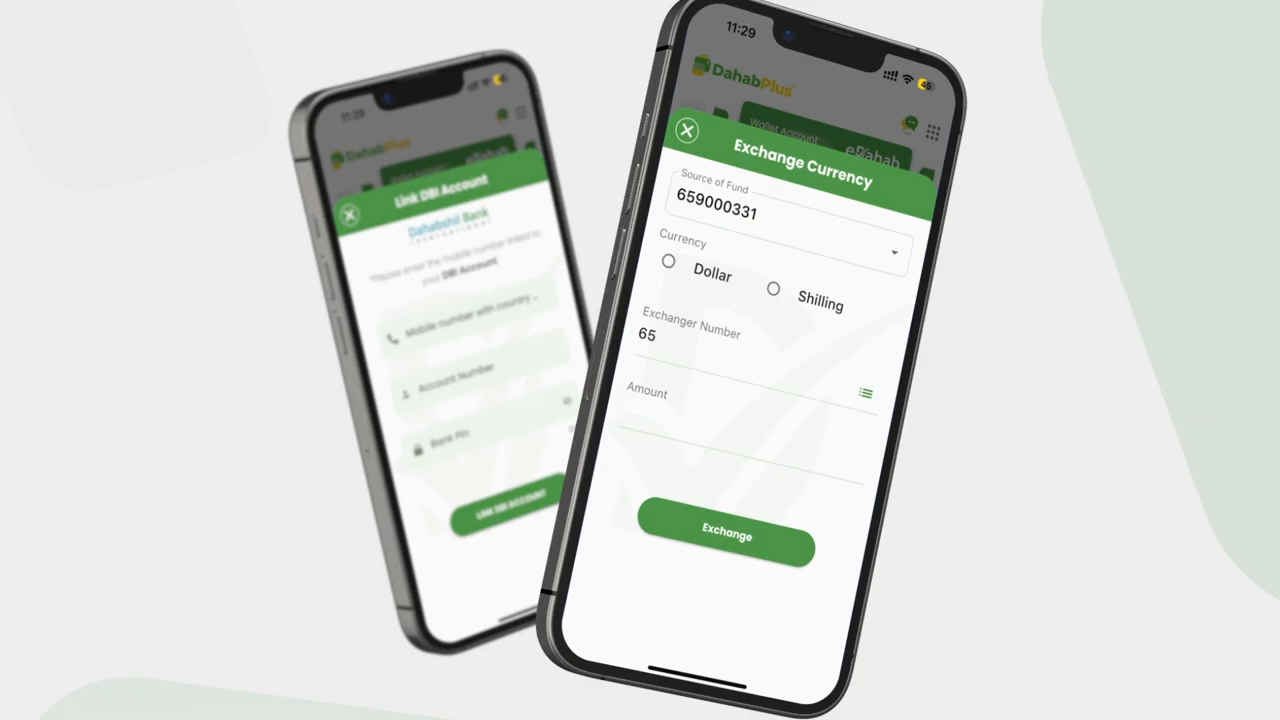 11:29
DahabPlus
eDahab
Link DBI Account
Dahabshil Bank
International
*Please enter the mobile number linked to
your DBI Account
Mobile number with country ..
Account Number
Bank Pin
LINK DBI ACCOUNT
11:29
45
DahabPlus
Wallet Account
eDahab
Exchange Currency
Source of Fund
659000331
Currency
Dollar
Shilling
Exchanger Number
65
Amount
Exchange